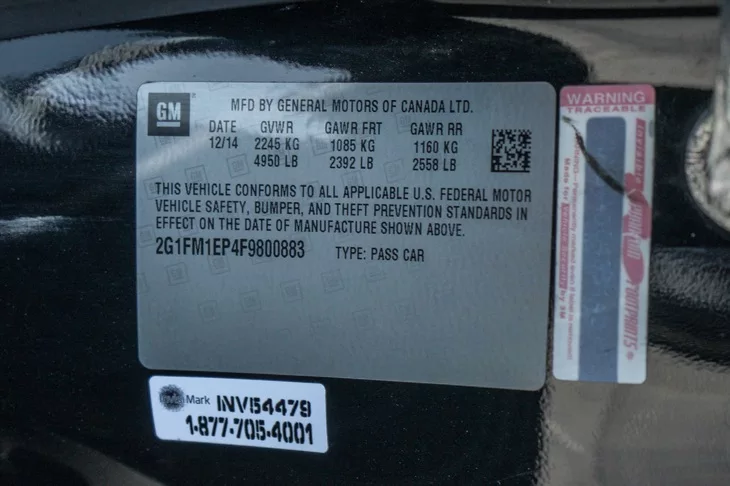 GM
MFD BY GENERAL MOTORS OF CANADA LTD.
DATE GVWR GAWR FRT GAWR RR
12/14 2245 KG 1085 KG 1160 KG
4950 LB 2392 LB 2558 LB
THIS VEHICLE CONFORMS TO ALL APPLICABLE U.S. FEDERAL MOTOR
VEHICLE SAFETY, BUMPER, AND THEFT PREVENTION STANDARDS IN
EFFECT ON THE DATE OF MANUFACTURE SHOWN ABOVE.
2G1FM1EP4F9800883 TYPE: PASS CAR
WARNING
TRACEABLE
INVISIBLE
FOOTPRINTS®
Mark INV54479
1-877-705-4001